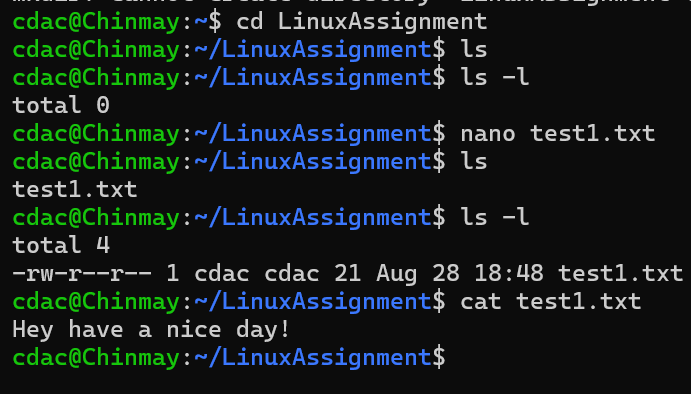 cdac@Chinmay:~$ cd LinuxAssignment
cdac@Chinmay:~/LinuxAssignment$ ls
cdac@Chinmay:~/LinuxAssignment$ ls -l
total 0
cdac@Chinmay:~/LinuxAssignment$ nano test1.txt
cdac@Chinmay:~/LinuxAssignment$ ls
test1.txt
cdac@Chinmay:~/LinuxAssignment$ ls -l
total 4
-rw-r--r-- 1 cdac cdac 21 Aug 28 18:48 test1.txt
cdac@Chinmay:~/LinuxAssignment$ cat test1.txt
Hey have a nice day!
cdac@Chinmay:~/LinuxAssignment$